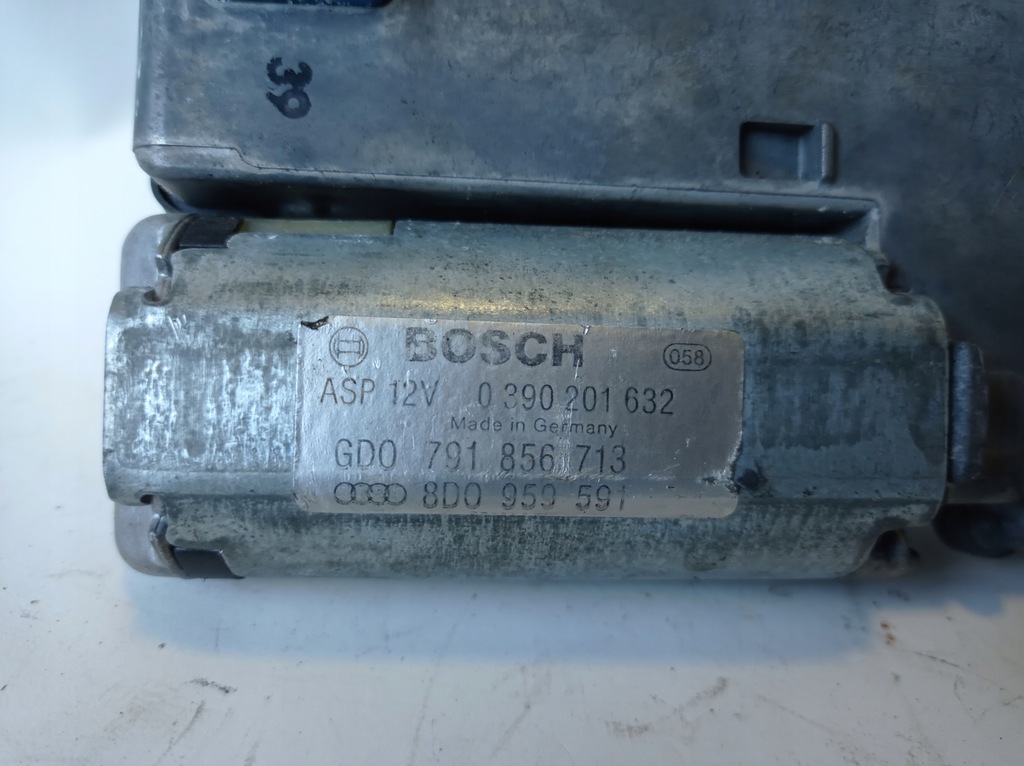 39
BOSCH 058
ASP 12V 0 390 201 632
Made in Germany
GDO 791 856 713
8D0 959 591